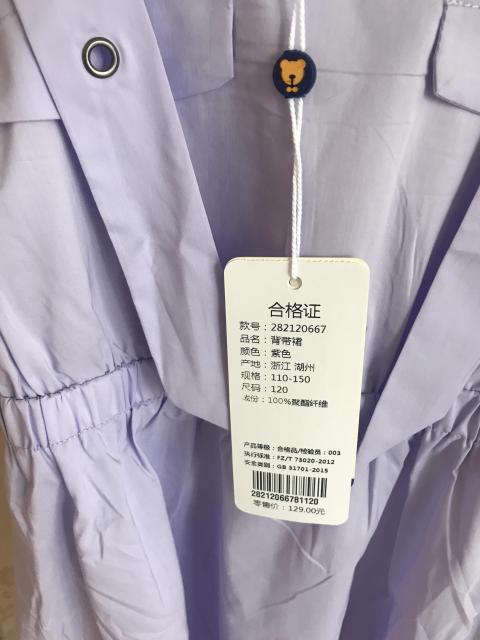 合格证
款号：282120667
品名：背带裙
颜色：紫色
产地：浙江 湖州
规格：110-150
尺码：120
成份：100%聚酯纤维
产品等级：合格品/检验员：003
执行标准：FZ/T 73020-2012
安全类别：GB 31701-2015
28212066781120
零售价：129.00元